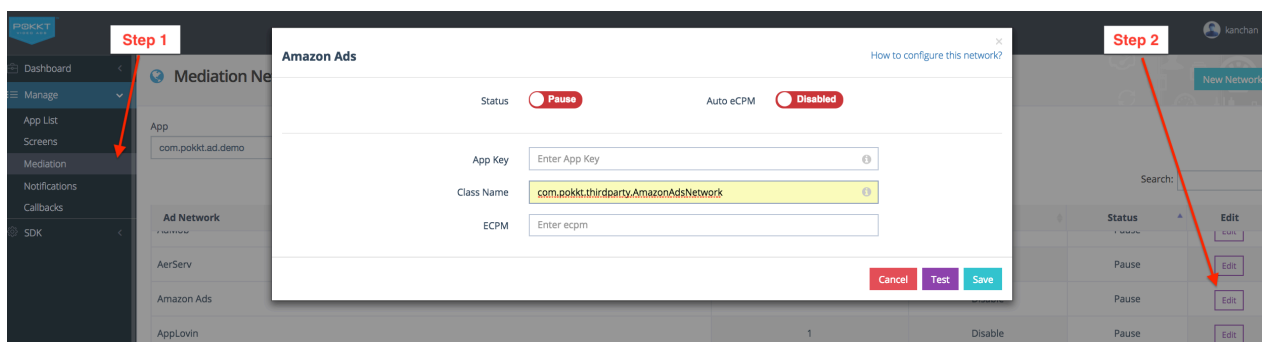 POKKT
VIDEO ADS
Step 1
Step 2
kanchan
Amazon Ads
×
How to configure this network?
Dashboard
Mediation Ne
New Network
Manage
Status
Pause
Auto eCPM
Disabled
App List
App
Screens
com.pokkt.ad.demo
App Key
Enter App Key
Mediation
Search:
Notifications
Class Name
com.pokkt.thirdparty.AmazonAdsNetwork
Callbacks
Ad Network
ECPM
Enter ecpm
Status
Edit
SDK
AdMob
Pause
Edit
AerServ
Pause
Edit
Cancel
Test
Save
Amazon Ads
Disable
Pause
Edit
AppLovin
1
Disable
Pause
Edit